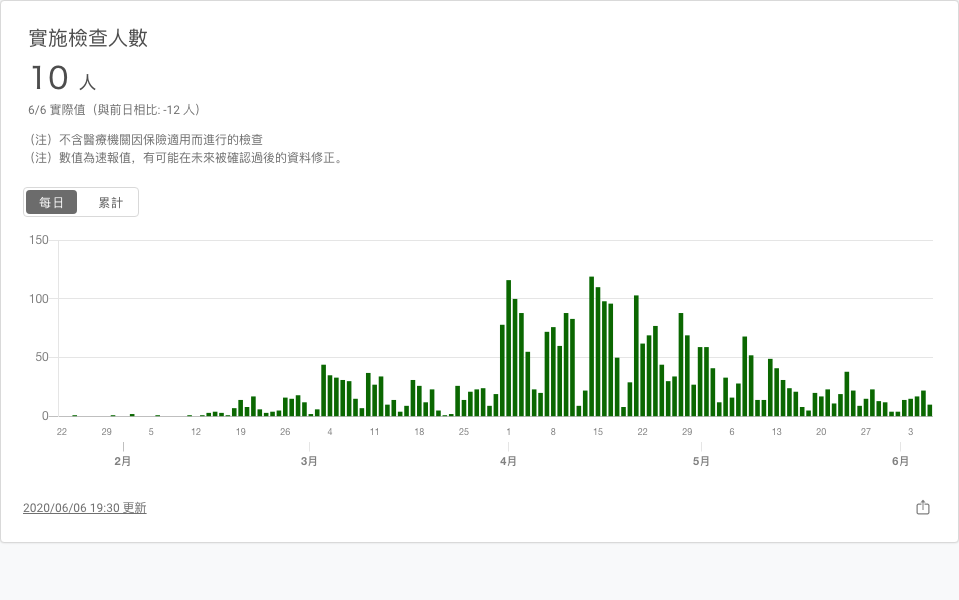 實施檢查人數
10 人
6/6 實際值（與前日相比: -12 人）
（注）不含醫療機關因保險適用而進行的檢查
（注）數值為速報值，有可能在未來被確認過後的資料修正。
每日 累計
150
100
50
0
22 29 5 12 19 26 4 11 18 25 1 8 15 22 29 6 13 20 27 3
2月 3月 4月 5月 6月
2020/06/06 19:30 更新